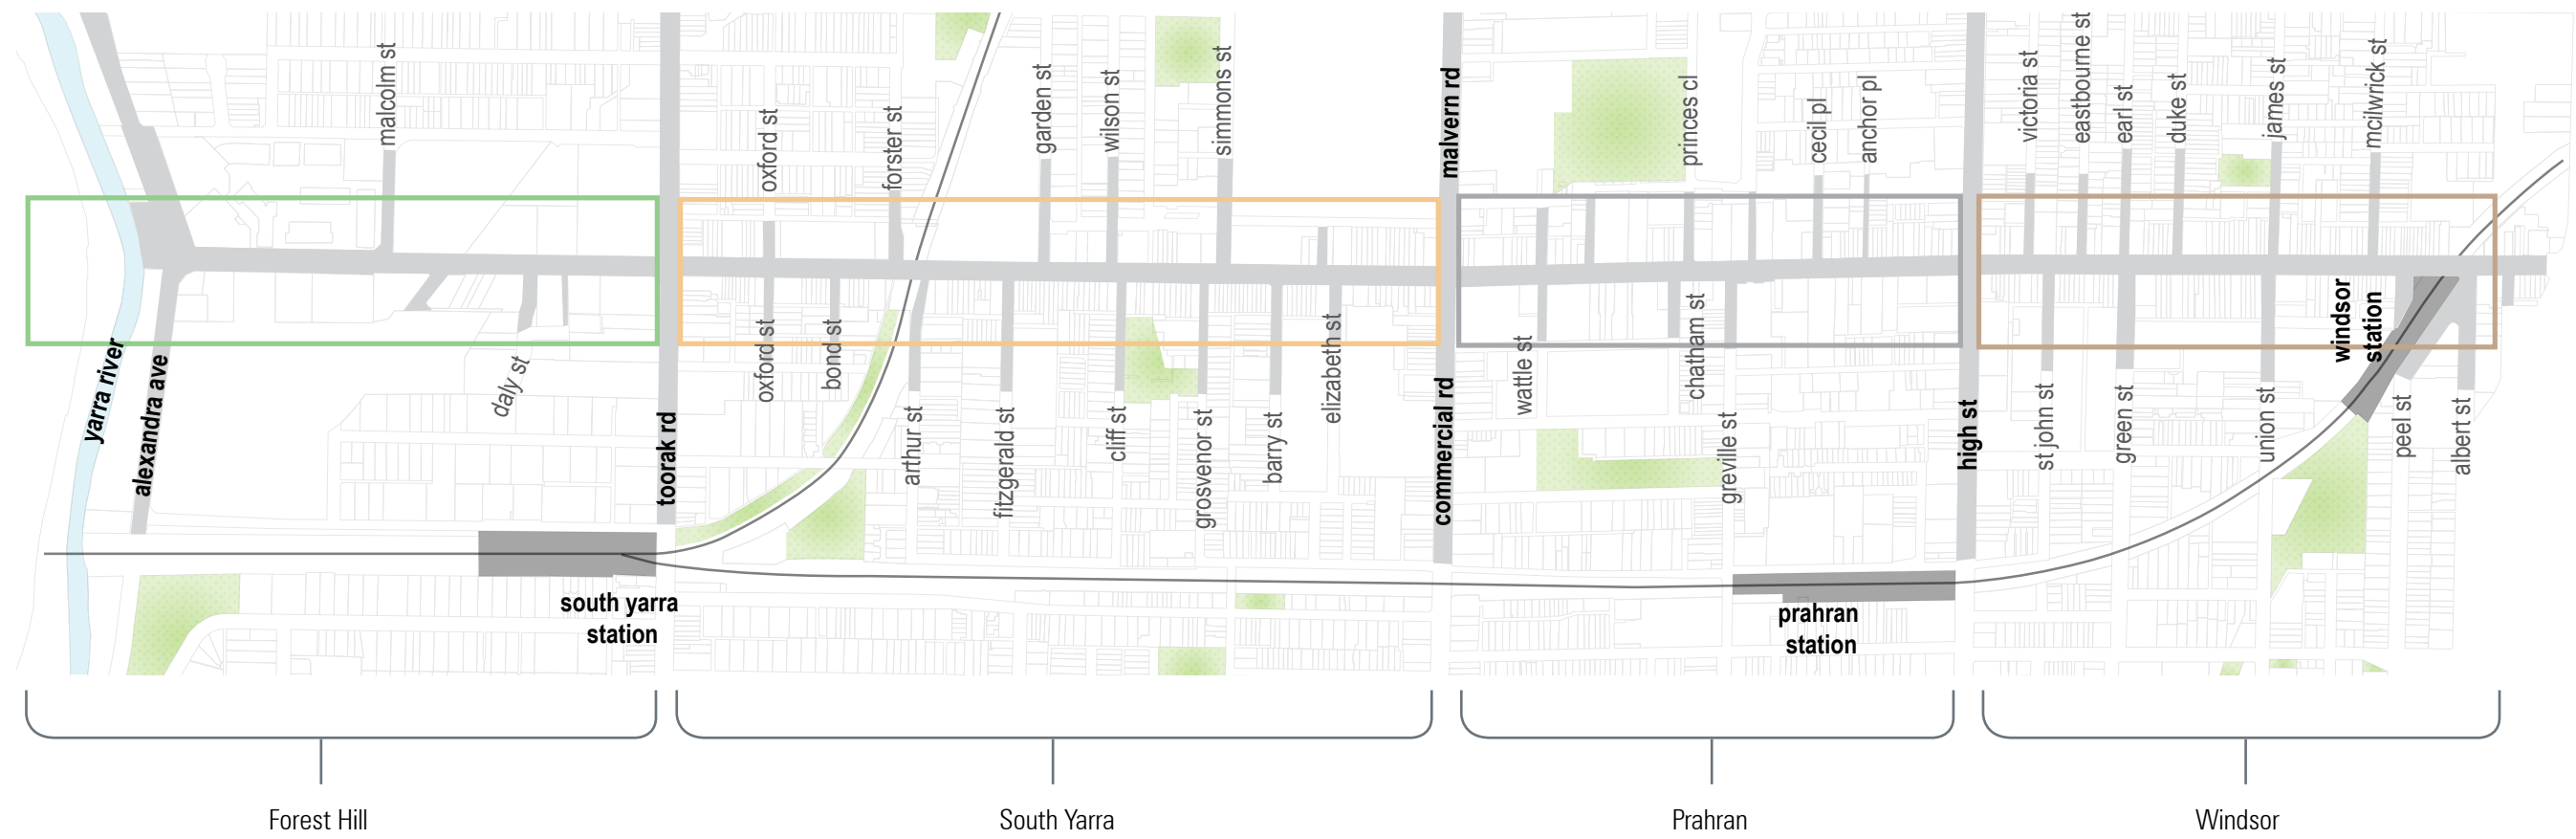 malcolm st
oxford st
forster st
garden st
wilson st
simmons st
malvern rd
princes cl
cecil pl
anchor pl
victoria st
eastbourne st
earl st
duke st
james st
mcilwrick st
yarra river
alexandra ave
daly st
toorak rd
oxford st
bond st
arthur st
fitzgerald st
cliff st
grosvenor st
barry st
elizabeth st
commercial rd
wattle st
chatham st
greville st
high st
st john st
green st
union st
windsor
station
peel st
albert st
south yarra
station
prahran
station
Forest Hill
South Yarra
Prahran
Windsor